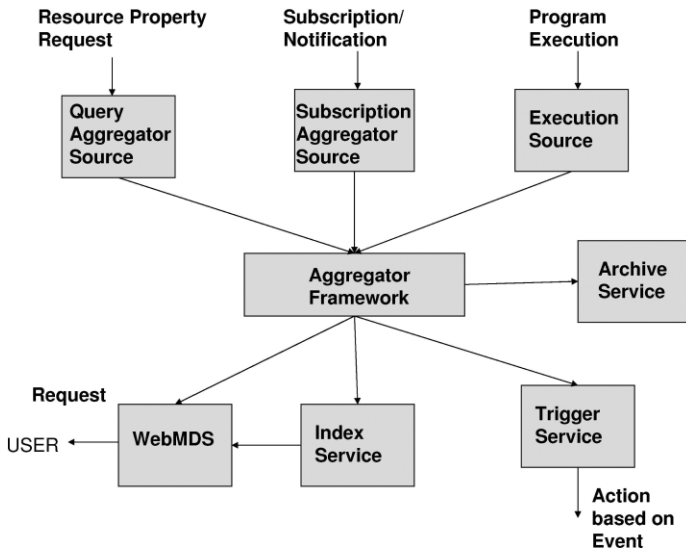 Resource Property
Request
Subscription/
Notification
Program
Execution
Query
Aggregator
Source
Subscription
Aggregator
Source
Execution
Source
Aggregator
Framework
Archive
Service
Request
USER
WebMDS
Index
Service
Trigger
Service
Action
based on
Event